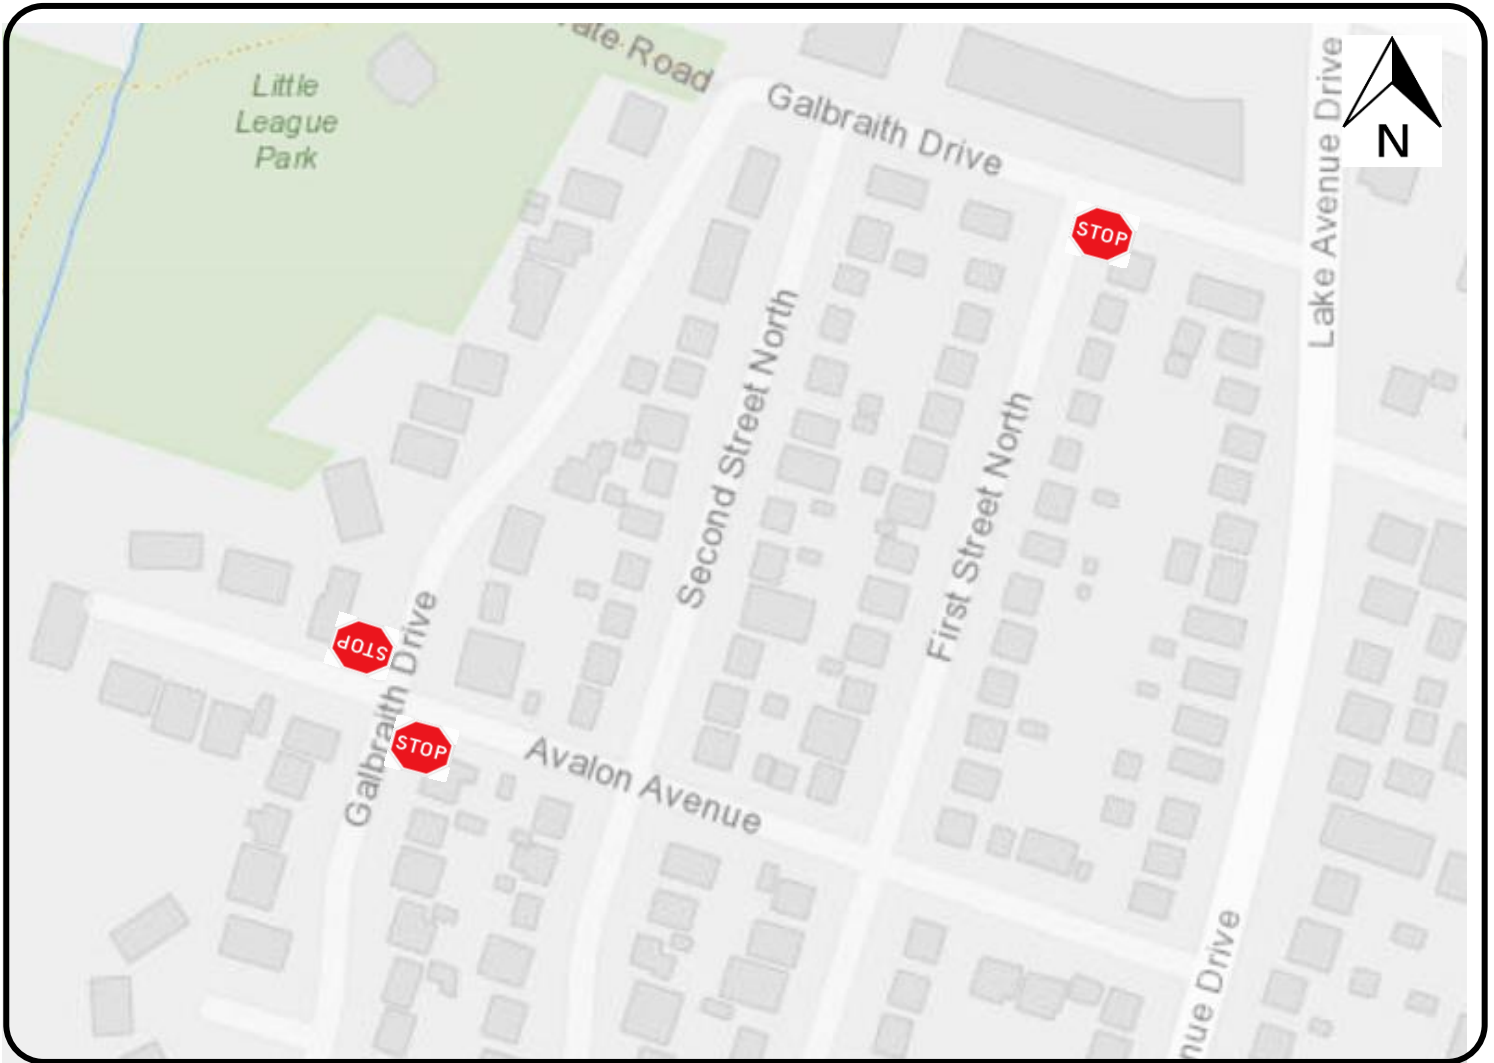 ate Road
Little
League
Park
Galbraith Drive
Lake Avenue Drive
N
STOP
Second Street North
First Street North
Galbraith Drive
STOP
STOP
Avalon Avenue
nue Drive